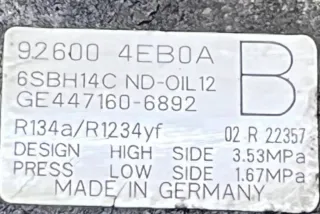 92600 4EB0A
B
6SBH14C ND-OIL12
GE447160-6892
R134a/R1234yf 02 R 22357
DESIGN HIGH SIDE 3.53MPa
PRESS LOW SIDE 1.67MPa
MADE IN GERMANY